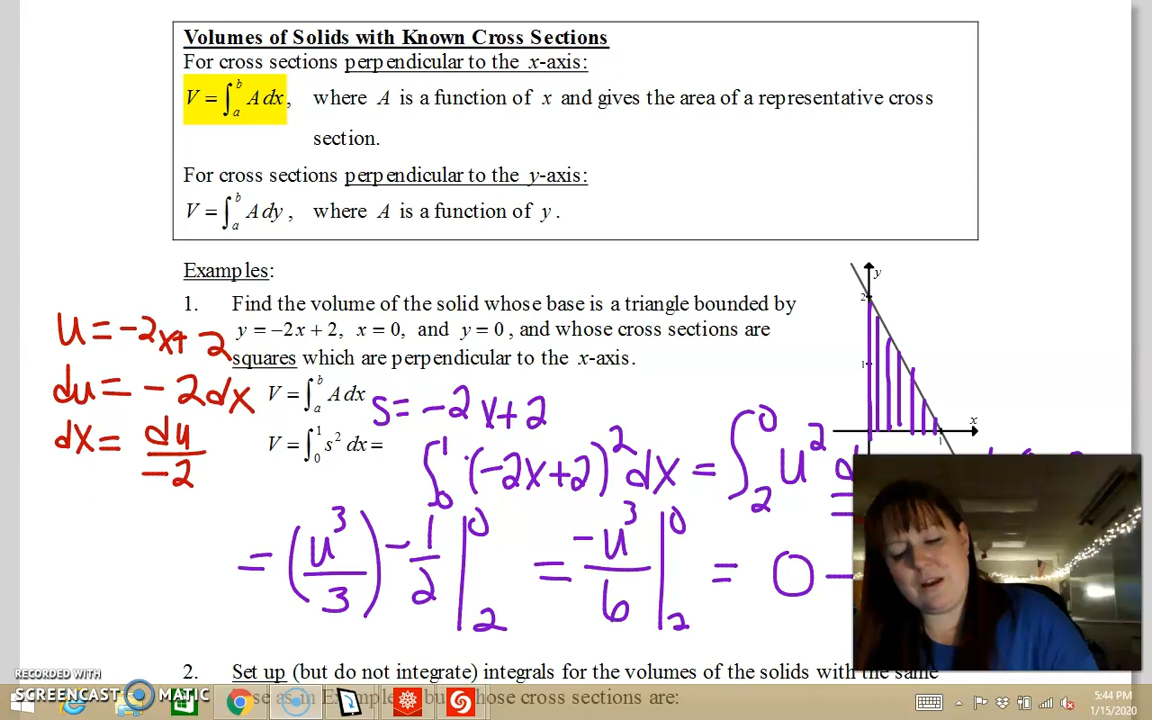 Volumes of Solids with Known Cross Sections
For cross sections perpendicular to the x-axis:
V = ∫_a^b A dx, where A is a function of x and gives the area of a representative cross
section.
For cross sections perpendicular to the y-axis:
V = ∫_a^b A dy, where A is a function of y.
Examples:
1. Find the volume of the solid whose base is a triangle bounded by
y = −2x + 2, x = 0, and y = 0, and whose cross sections are
squares which are perpendicular to the x-axis.
u = -2x+2
du = -2dx
dx = du/-2
V = ∫_a^b A dx
s = -2x+2
V = ∫_0^1 s² dx =
∫_0^1 (-2x+2)² dx = ∫_2^0 u²
= (u³/3) -1/2 |_2^0 = -u³/6 |_2^0 = 0 -
y
2
1
x
1
2. Set up (but do not integrate) integrals for the volumes of the solids with the same
RECORDED WITH
SCREENCAST MATIC
cross sections are:
5:44 PM
1/15/2020